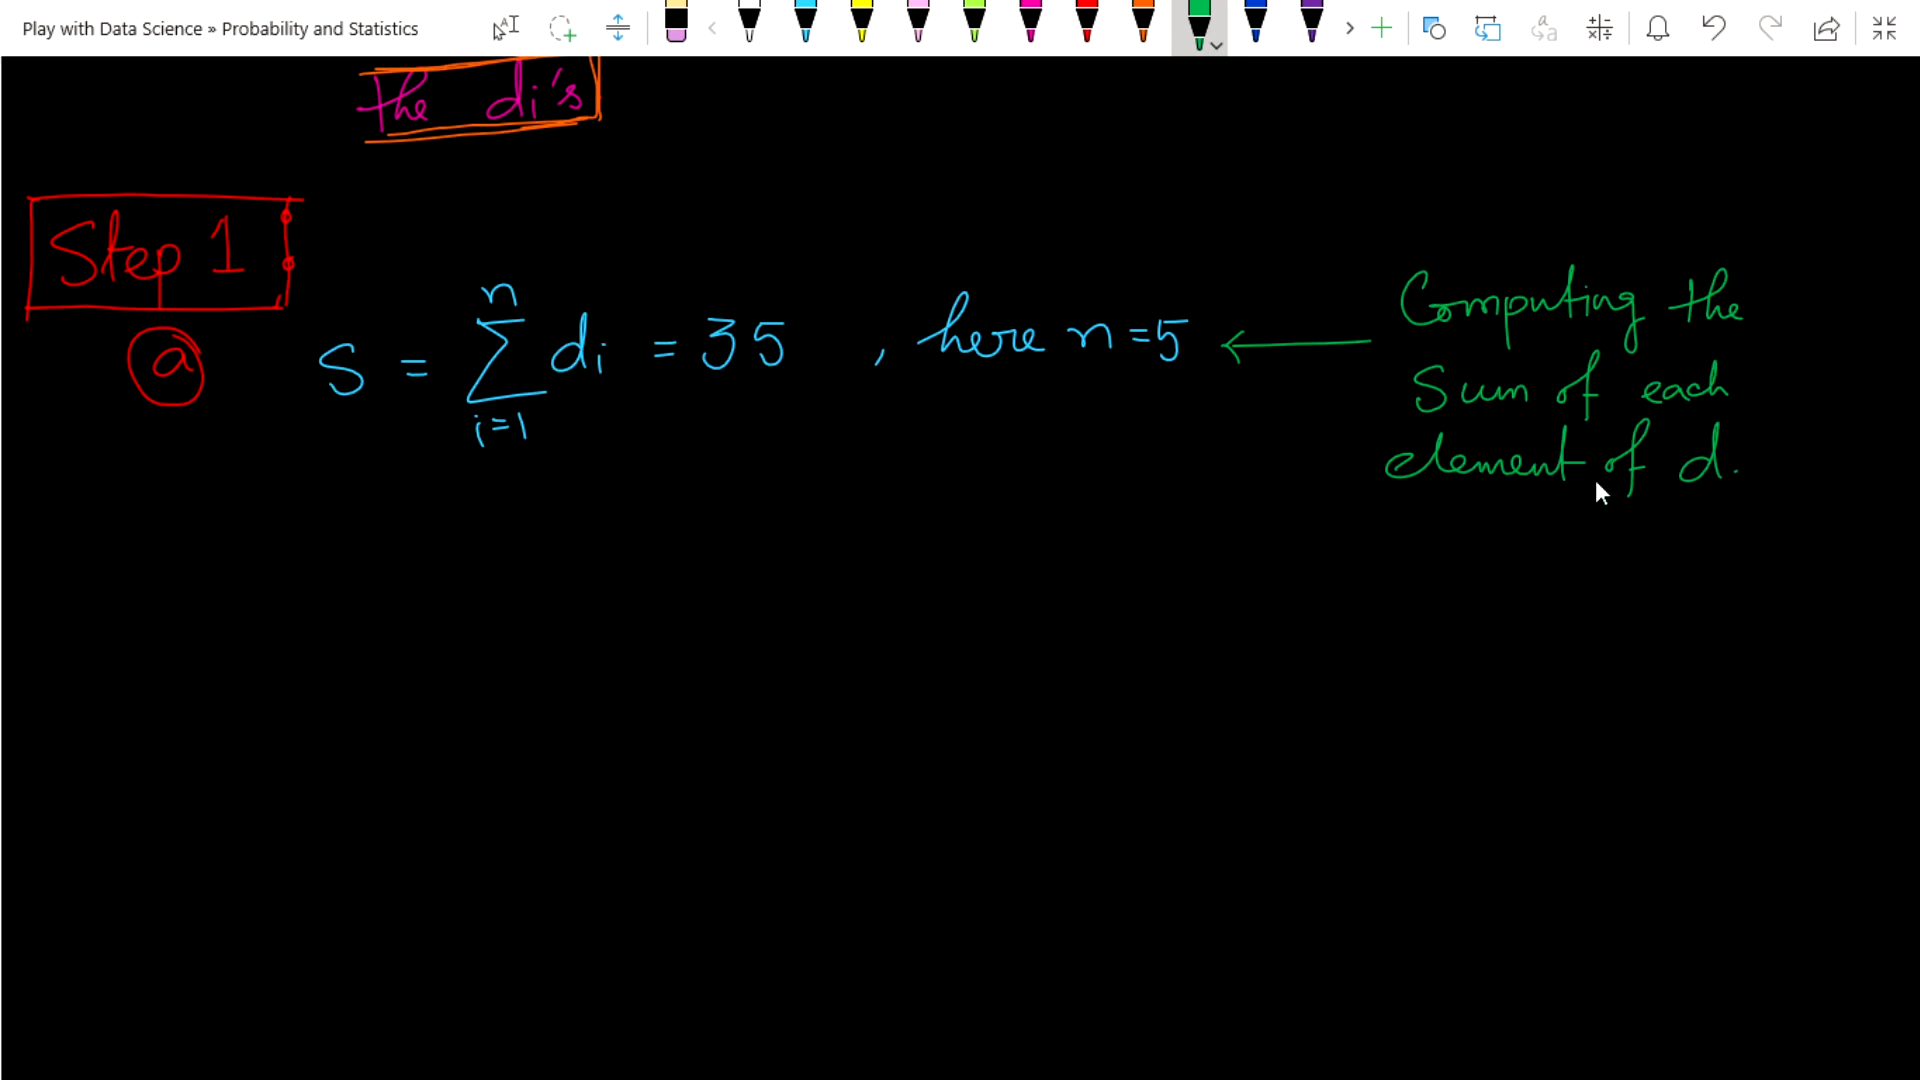 Play with Data Science » Probability and Statistics
the di's
Step 1
a
S = n ∑ i=1 di = 35 , here n=5
Computing the
Sum of each
element of d.